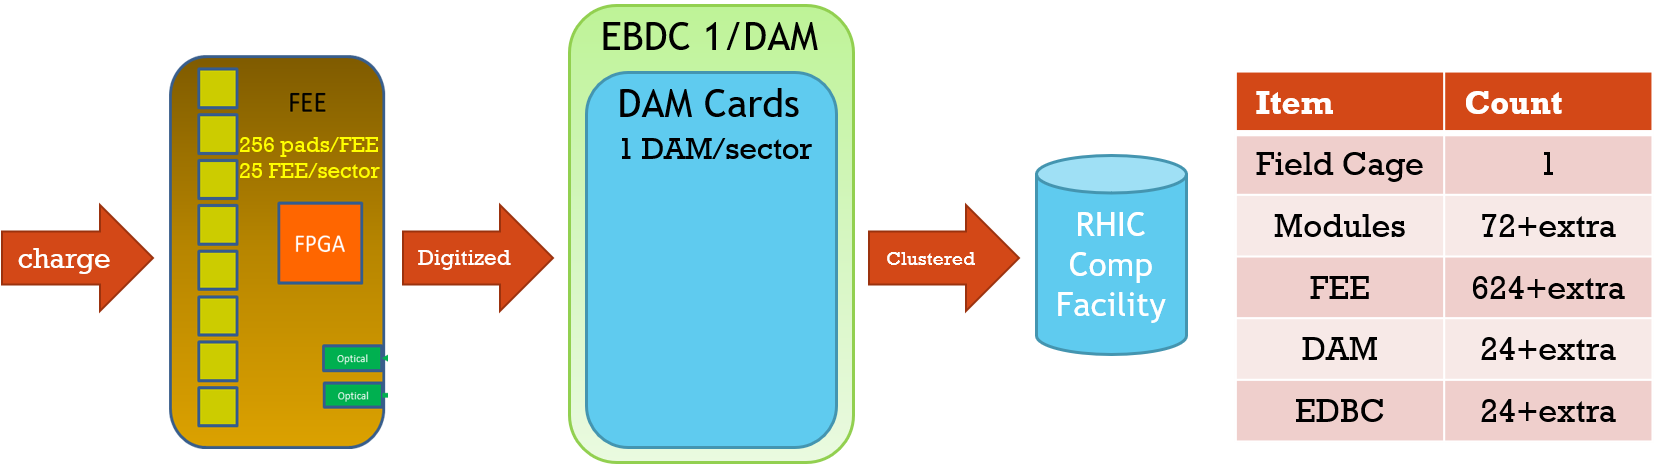 charge
FEE
256 pads/FEE
25 FEE/sector
FPGA
Optical
Optical
Digitized
EBDC 1/DAM
DAM Cards
1 DAM/sector
Clustered
RHIC
Comp
Facility
Item Count
Field Cage 1
Modules 72+extra
FEE 624+extra
DAM 24+extra
EDBC 24+extra